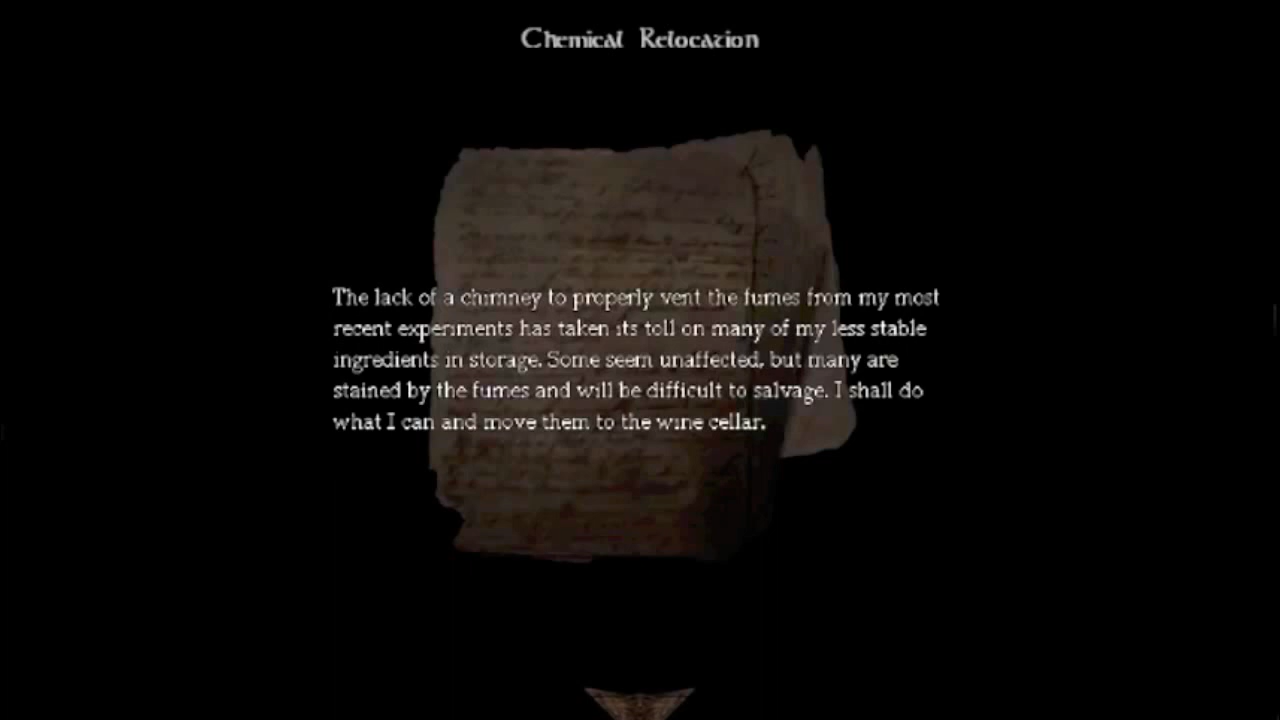 Chemical Relocation
The lack of a chimney to properly vent the fumes from my most
recent experiments has taken its toll on many of my less stable
ingredients in storage. Some seem unaffected, but many are
stained by the fumes and will be difficult to salvage. I shall do
what I can and move them to the wine cellar.